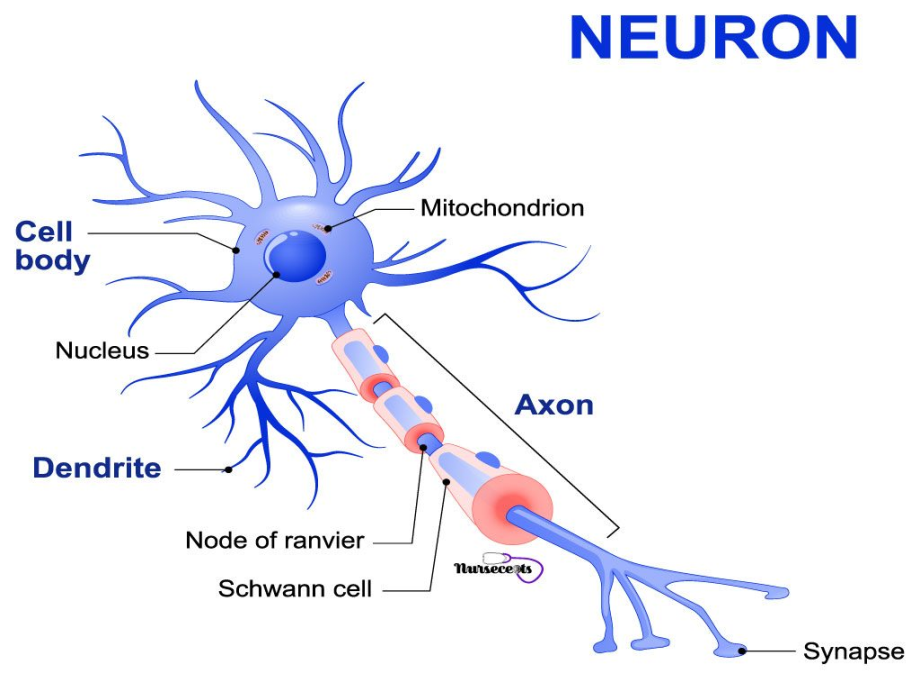 NEURON
Mitochondrion
Cell
body
Nucleus
Axon
Dendrite
Node of ranvier
Nursecepts
Schwann cell
Synapse